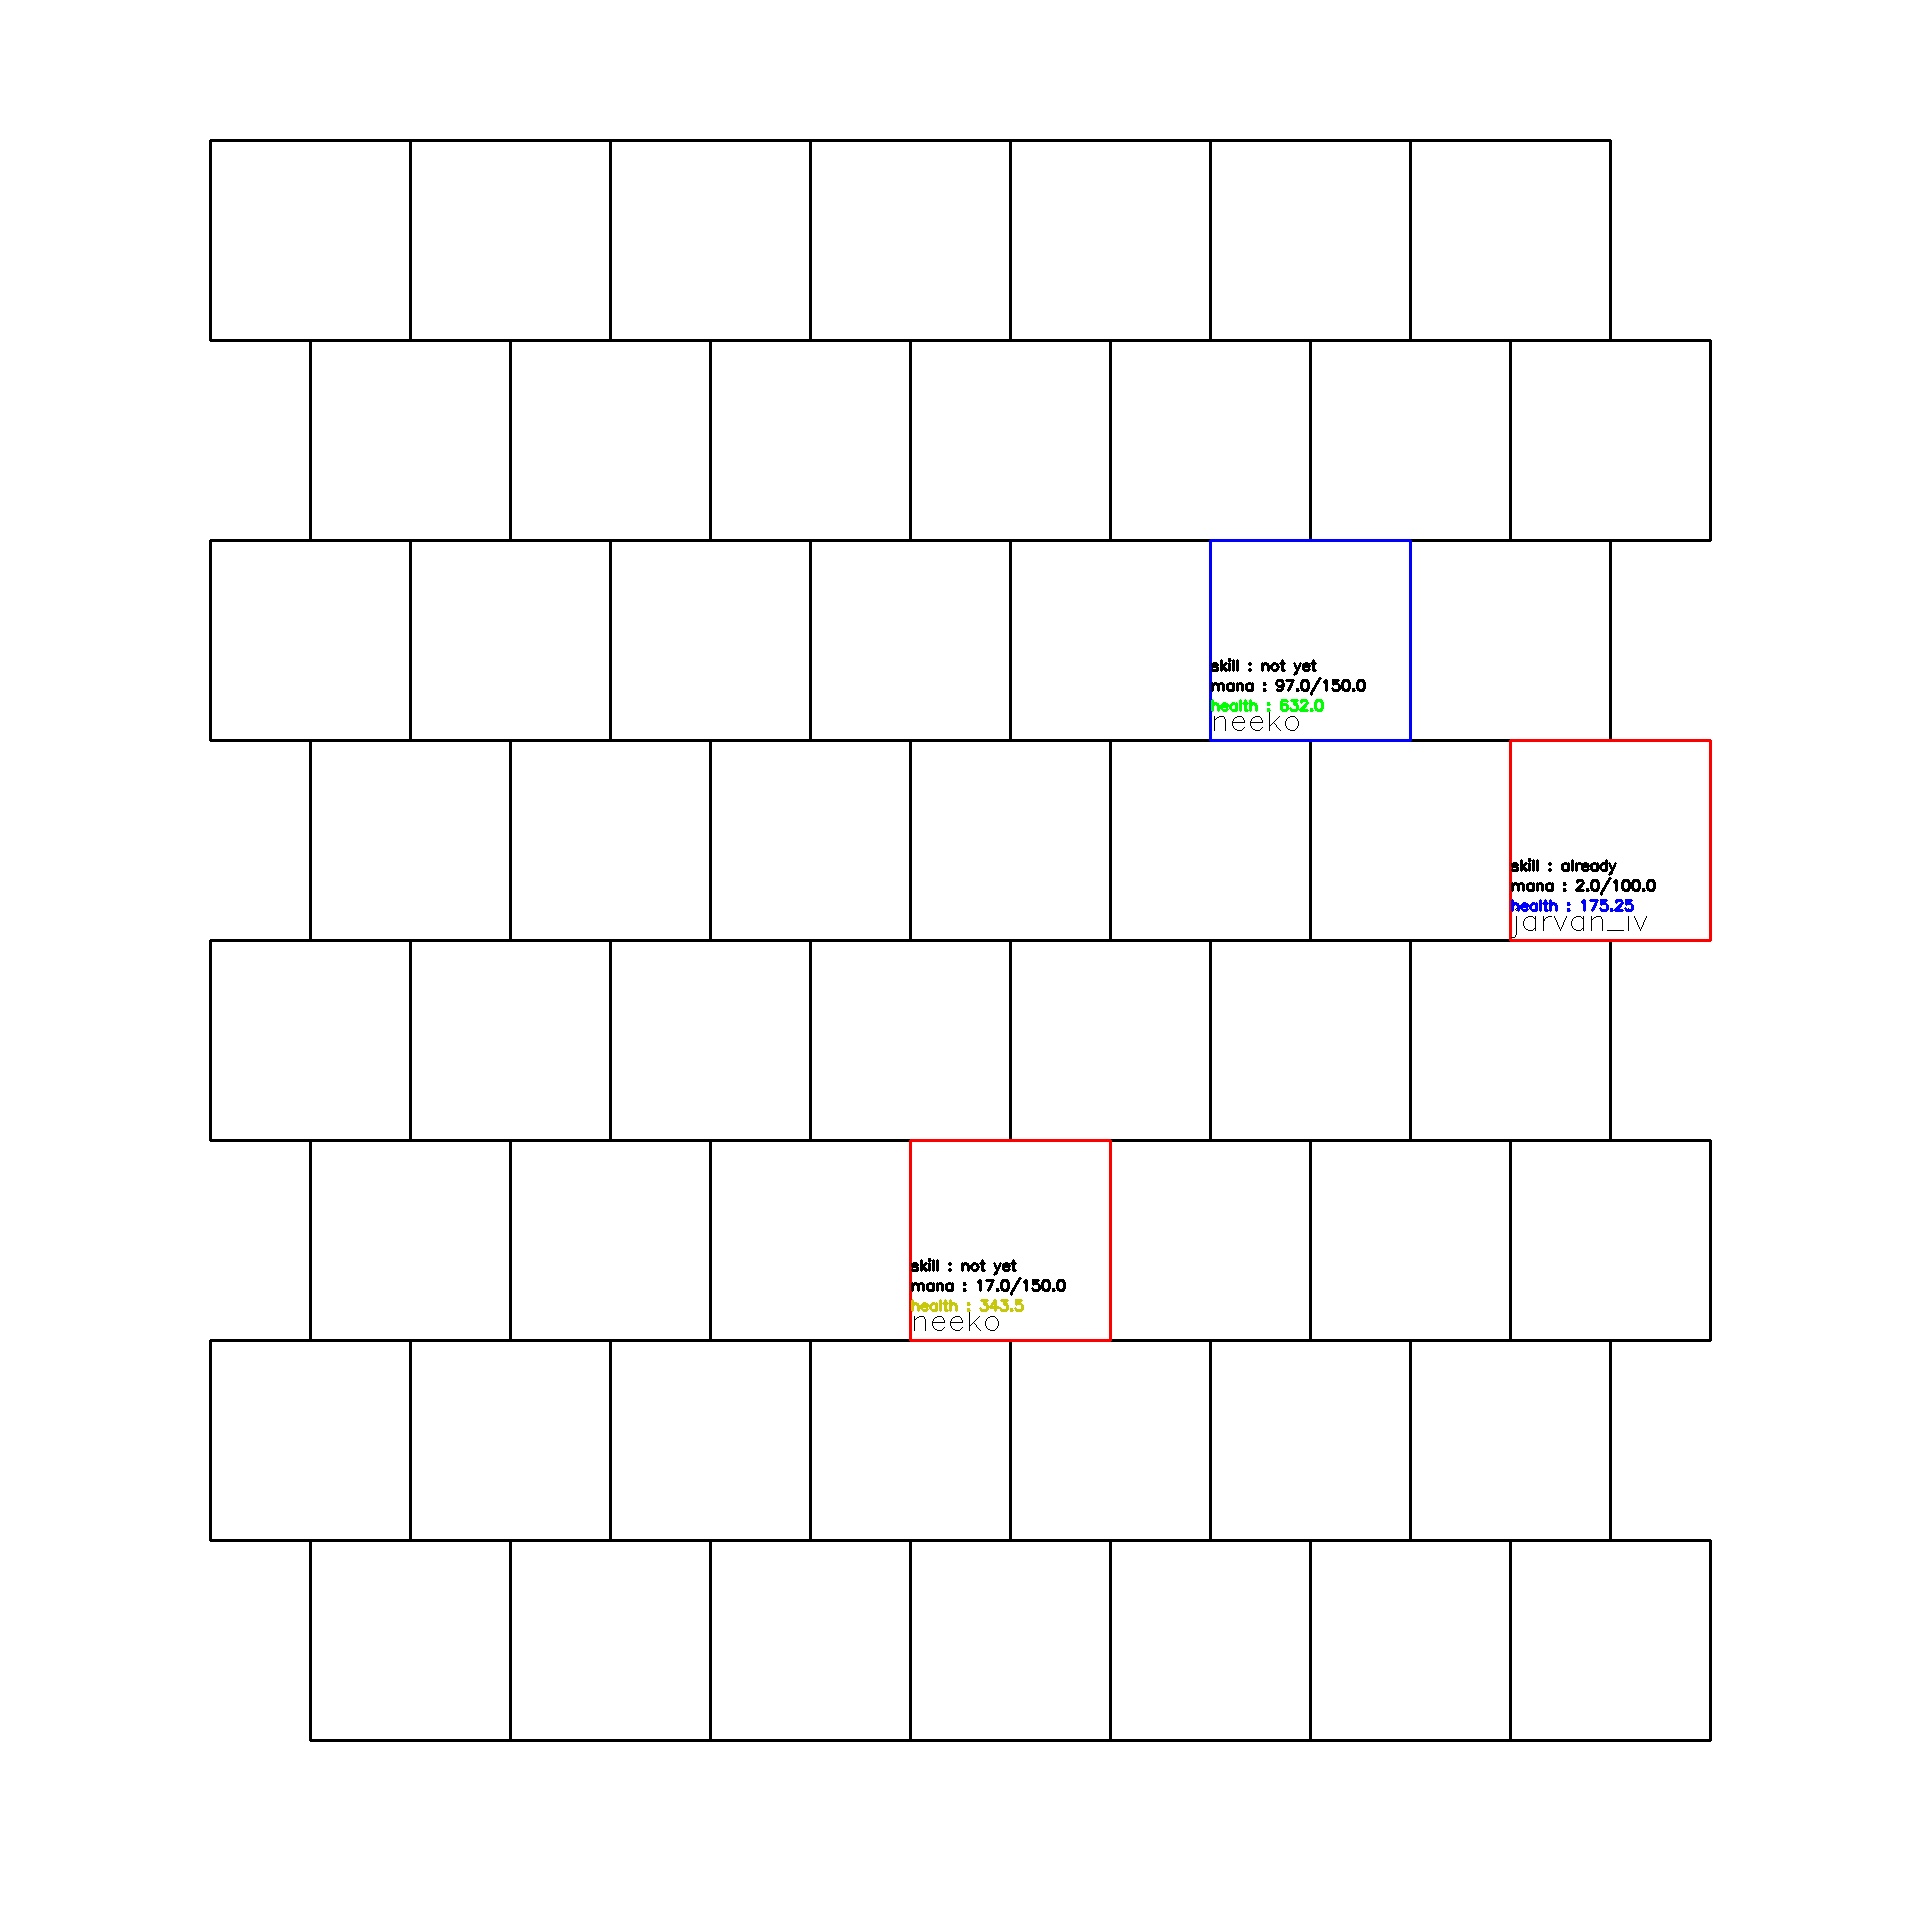 skill : not yet
mana : 97.0/150.0
health : 632.0
neeko
skill : already
mana : 2.0/100.0
health : 175.25
jarvan_iv
skill : not yet
mana : 17.0/150.0
health : 343.5
neeko